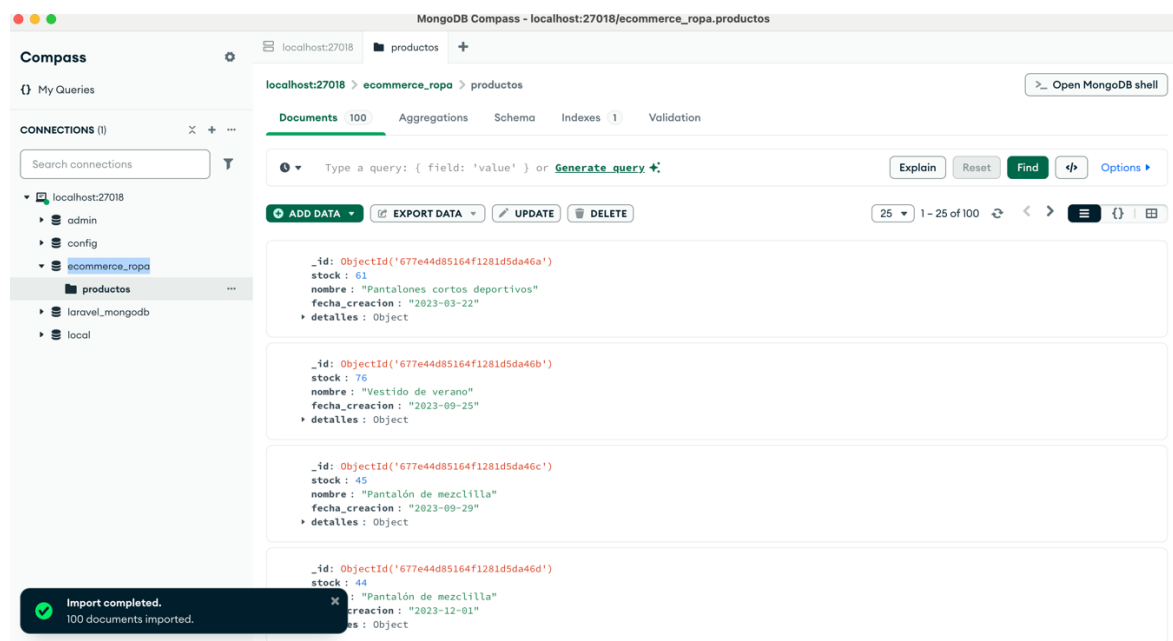 MongoDB Compass - localhost:27018/ecommerce_ropa.productos
Compass
{} My Queries
CONNECTIONS (1)
Search connections
localhost:27018
admin
config
ecommerce_ropa
productos
laravel_mongodb
local
localhost:27018 productos
localhost:27018 > ecommerce_ropa > productos
>_ Open MongoDB shell
Documents 100 Aggregations Schema Indexes 1 Validation
Type a query: { field: 'value' } or Generate query
Explain Reset Find </> Options
ADD DATA EXPORT DATA UPDATE DELETE
25 1 – 25 of 100 {}
_id: ObjectId('677e44d85164f1281d5da46a')
stock : 61
nombre : "Pantalones cortos deportivos"
fecha_creacion : "2023-03-22"
detalles : Object
_id: ObjectId('677e44d85164f1281d5da46b')
stock : 76
nombre : "Vestido de verano"
fecha_creacion : "2023-09-25"
detalles : Object
_id: ObjectId('677e44d85164f1281d5da46c')
stock : 45
nombre : "Pantalón de mezclilla"
fecha_creacion : "2023-09-29"
detalles : Object
_id: ObjectId('677e44d85164f1281d5da46d')
stock : 44
: "Pantalón de mezclilla"
creacion : "2023-12-01"
es : Object
Import completed.
100 documents imported.